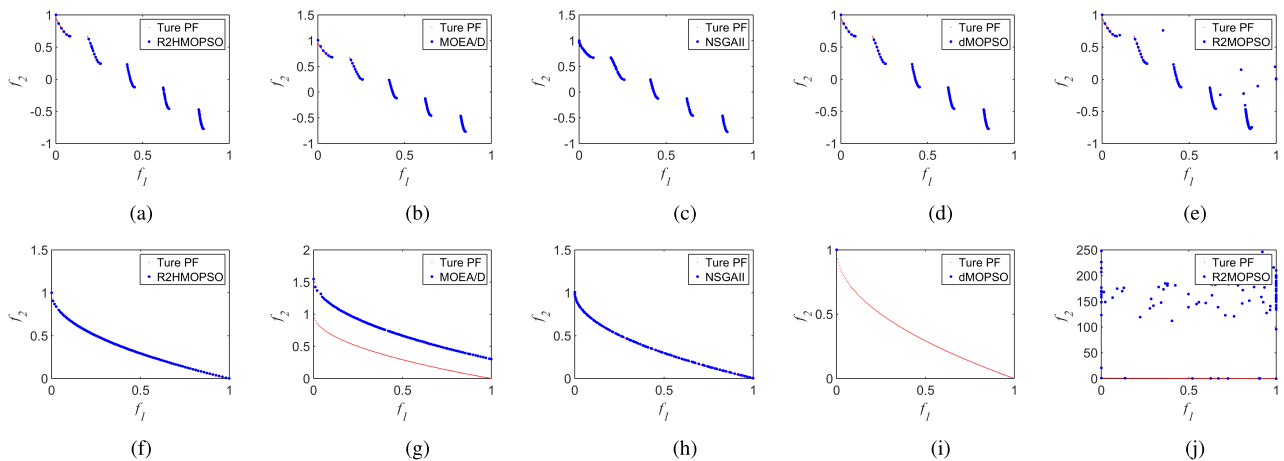 1
0.5
0
-0.5
-1
0 0.5 1
f2
f1
Ture PF
R2HMOPSO
(a)
1.5
1
0.5
0
-0.5
-1
0 0.5 1
f2
f1
Ture PF
MOEA/D
(b)
1.5
1
0.5
0
-0.5
-1
0 0.5 1
f2
f1
Ture PF
NSGAII
(c)
1
0.5
0
-0.5
-1
0 0.5 1
f2
f1
Ture PF
dMOPSO
(d)
1
0.5
0
-0.5
-1
0 0.5 1
f2
f1
Ture PF
R2MOPSO
(e)
1.5
1
0.5
0
0 0.5 1
f2
f1
Ture PF
R2HMOPSO
(f)
2
1.5
1
0.5
0
0 0.5 1
f2
f1
Ture PF
MOEA/D
(g)
1.5
1
0.5
0
0 0.5 1
f2
f1
Ture PF
NSGAII
(h)
1
0.5
0
0 0.5 1
f2
f1
Ture PF
dMOPSO
(i)
250
200
150
100
50
0
0 0.5 1
f2
f1
Ture PF
R2MOPSO
(j)